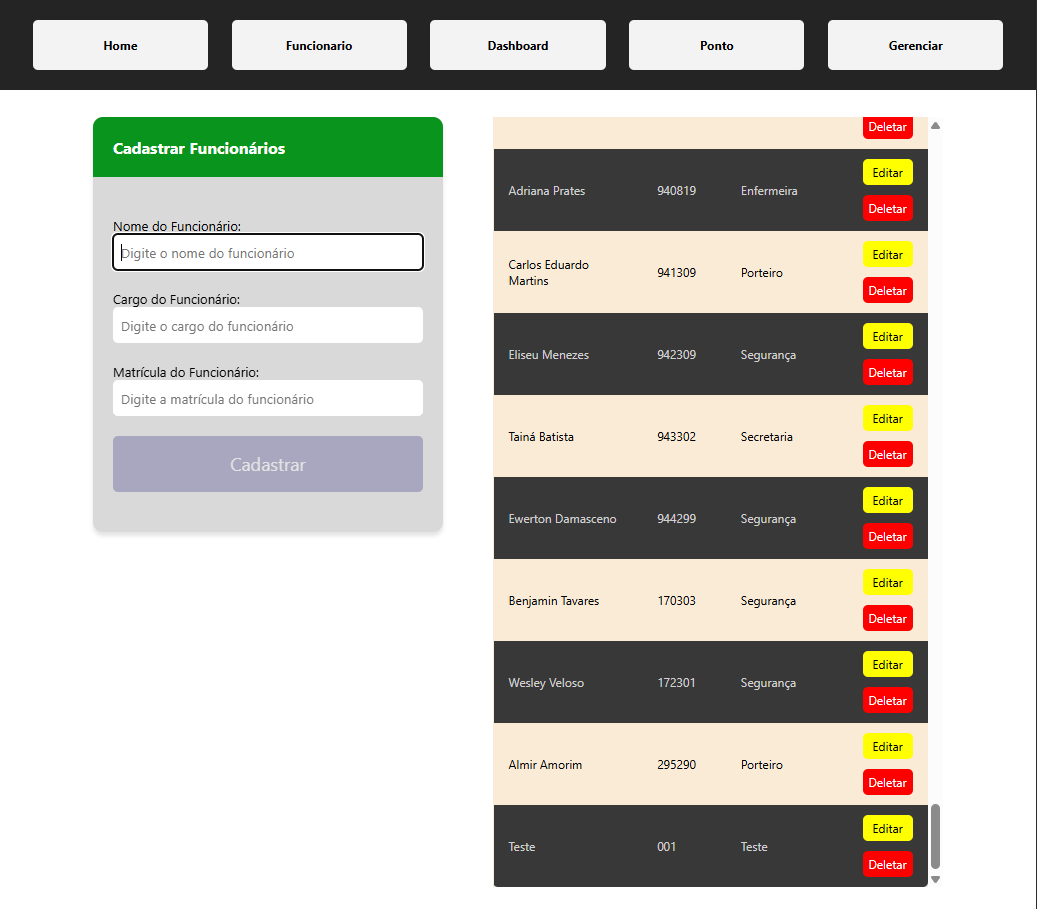 Home Funcionario Dashboard Ponto Gerenciar
Cadastrar Funcionários
Nome do Funcionário:
Digite o nome do funcionário
Cargo do Funcionário:
Digite o cargo do funcionário
Matrícula do Funcionário:
Digite a matrícula do funcionário
Cadastrar
Deletar
Adriana Prates 940819 Enfermeira Editar
Deletar
Carlos Eduardo
Martins 941309 Porteiro Editar
Deletar
Eliseu Menezes 942309 Segurança Editar
Deletar
Tainá Batista 943302 Secretaria Editar
Deletar
Ewerton Damasceno 944299 Segurança Editar
Deletar
Benjamin Tavares 170303 Segurança Editar
Deletar
Wesley Veloso 172301 Segurança Editar
Deletar
Almir Amorim 295290 Porteiro Editar
Deletar
Teste 001 Teste Editar
Deletar